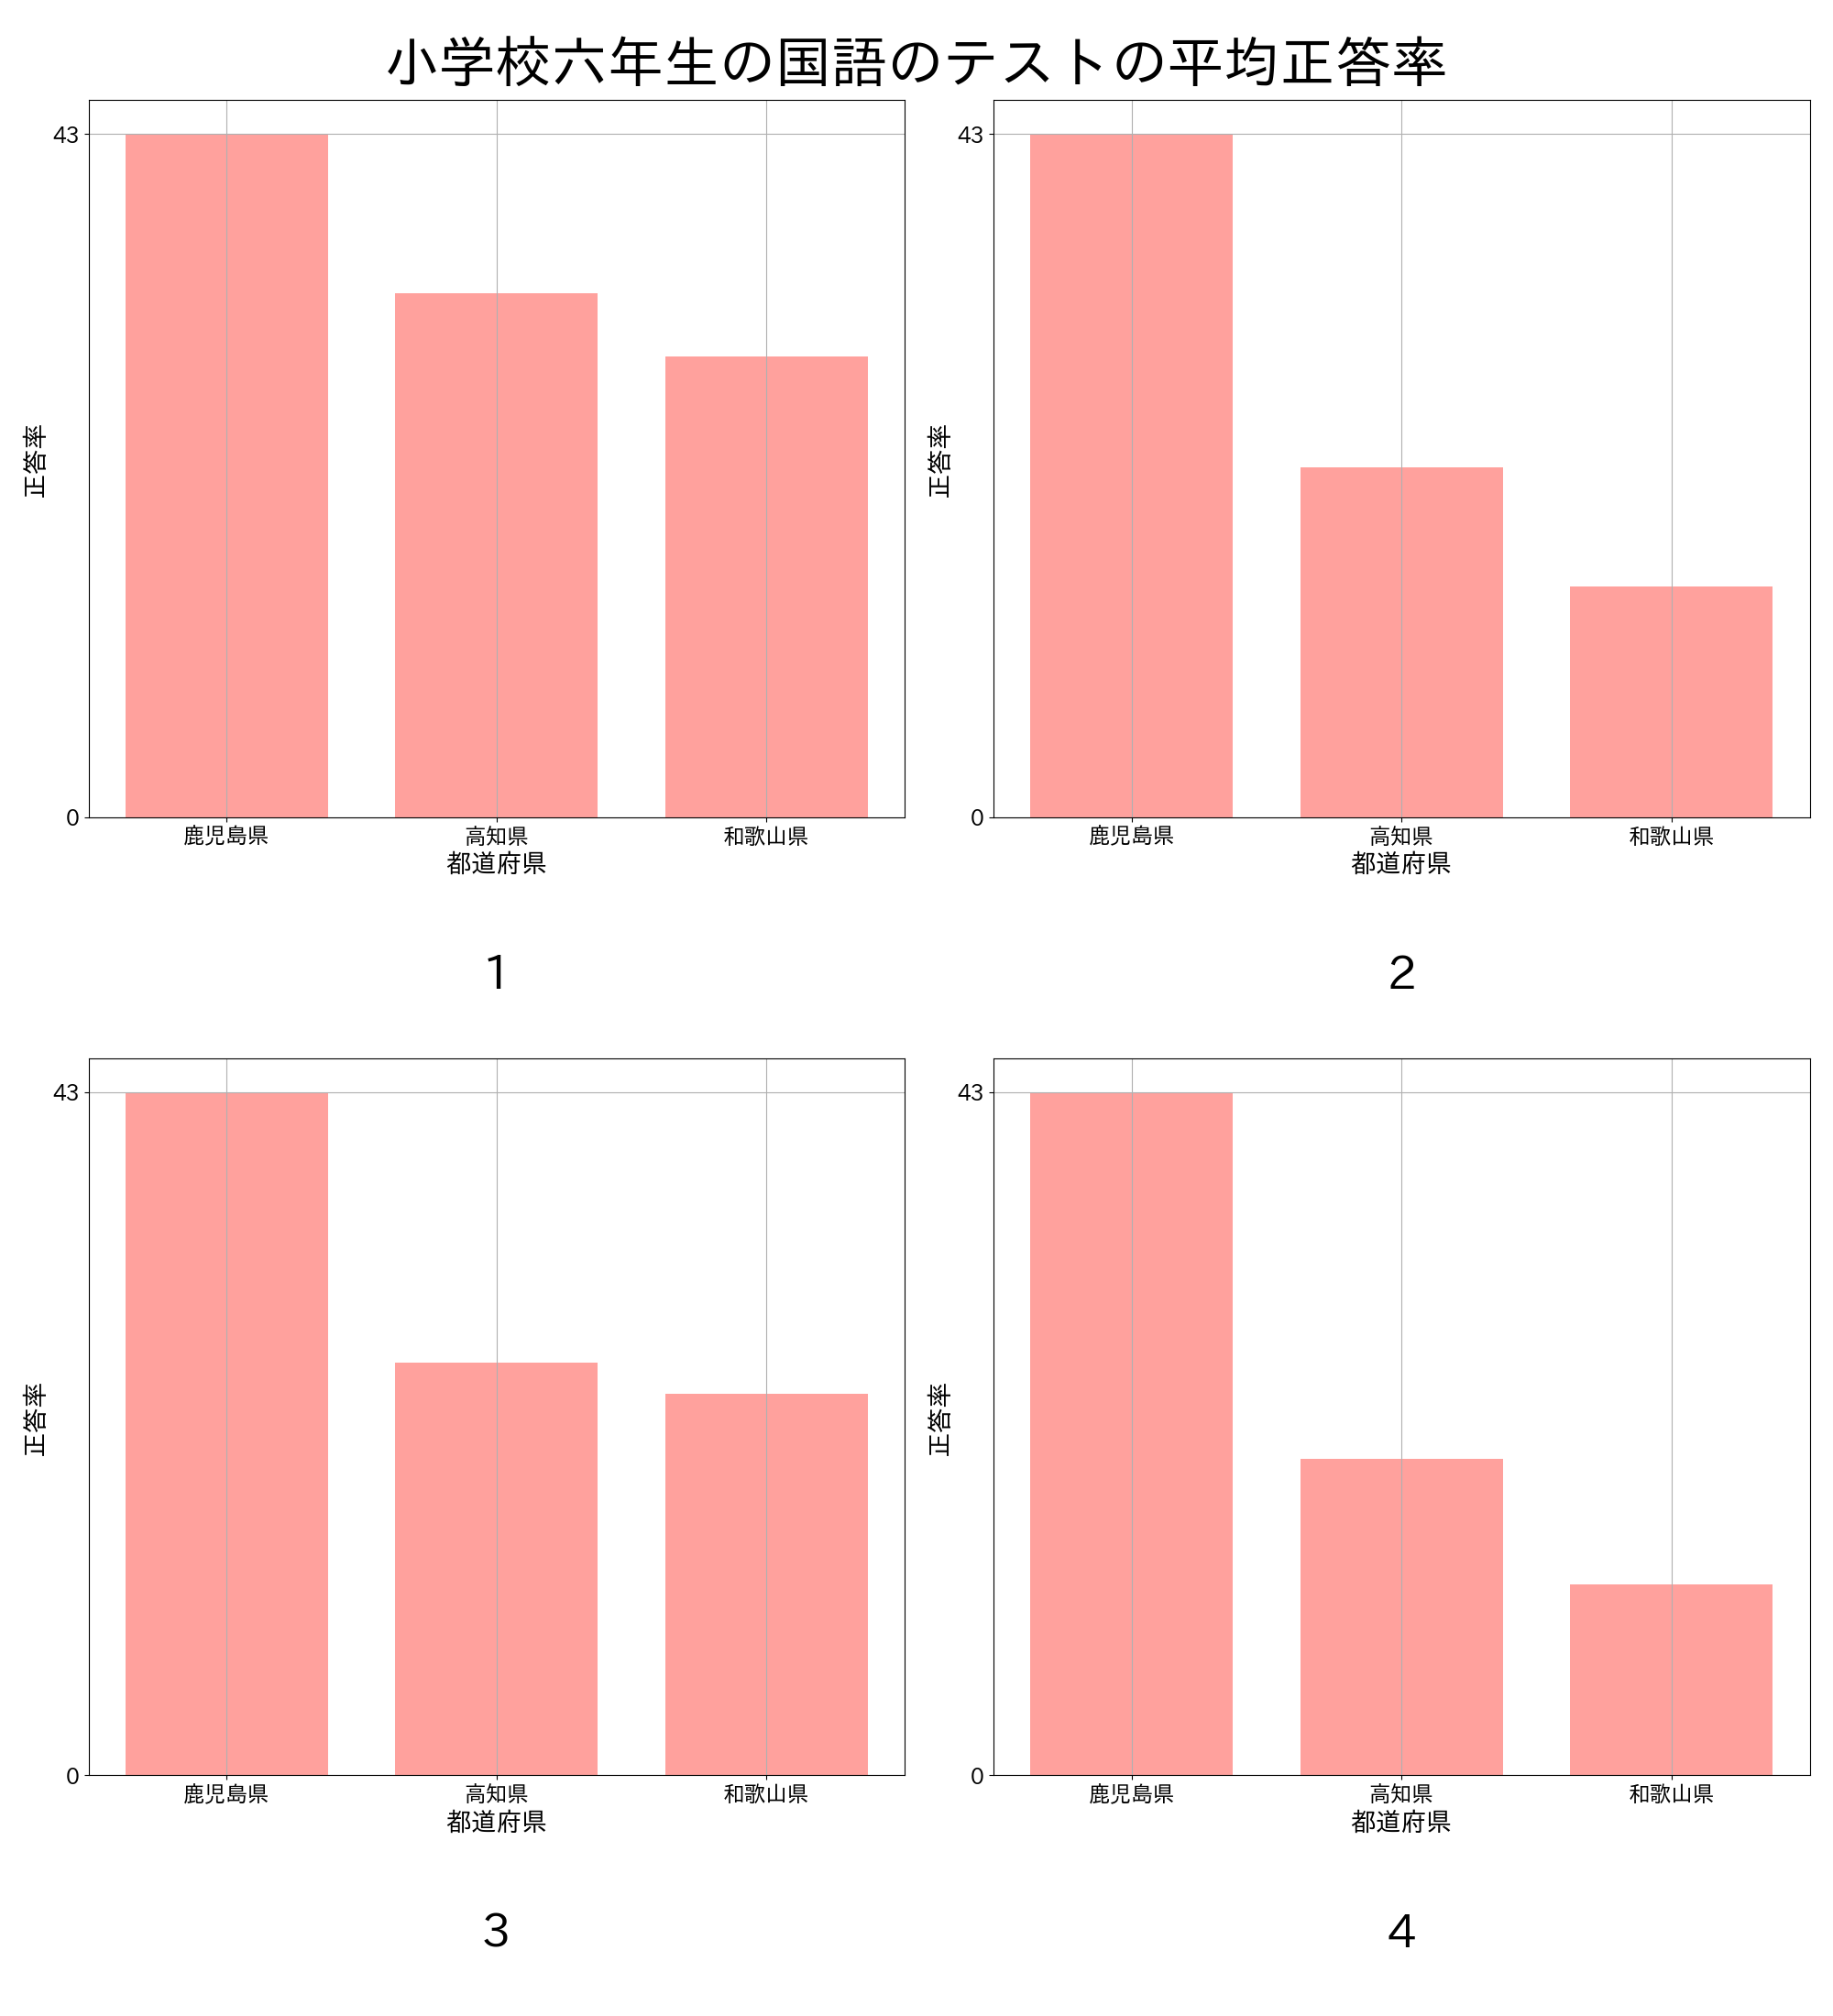 小学校六年生の国語のテストの平均正答率
43
0
正答率
鹿児島県 高知県 和歌山県
都道府県
1
43
0
正答率
鹿児島県 高知県 和歌山県
都道府県
2
43
0
正答率
鹿児島県 高知県 和歌山県
都道府県
3
43
0
正答率
鹿児島県 高知県 和歌山県
都道府県
4